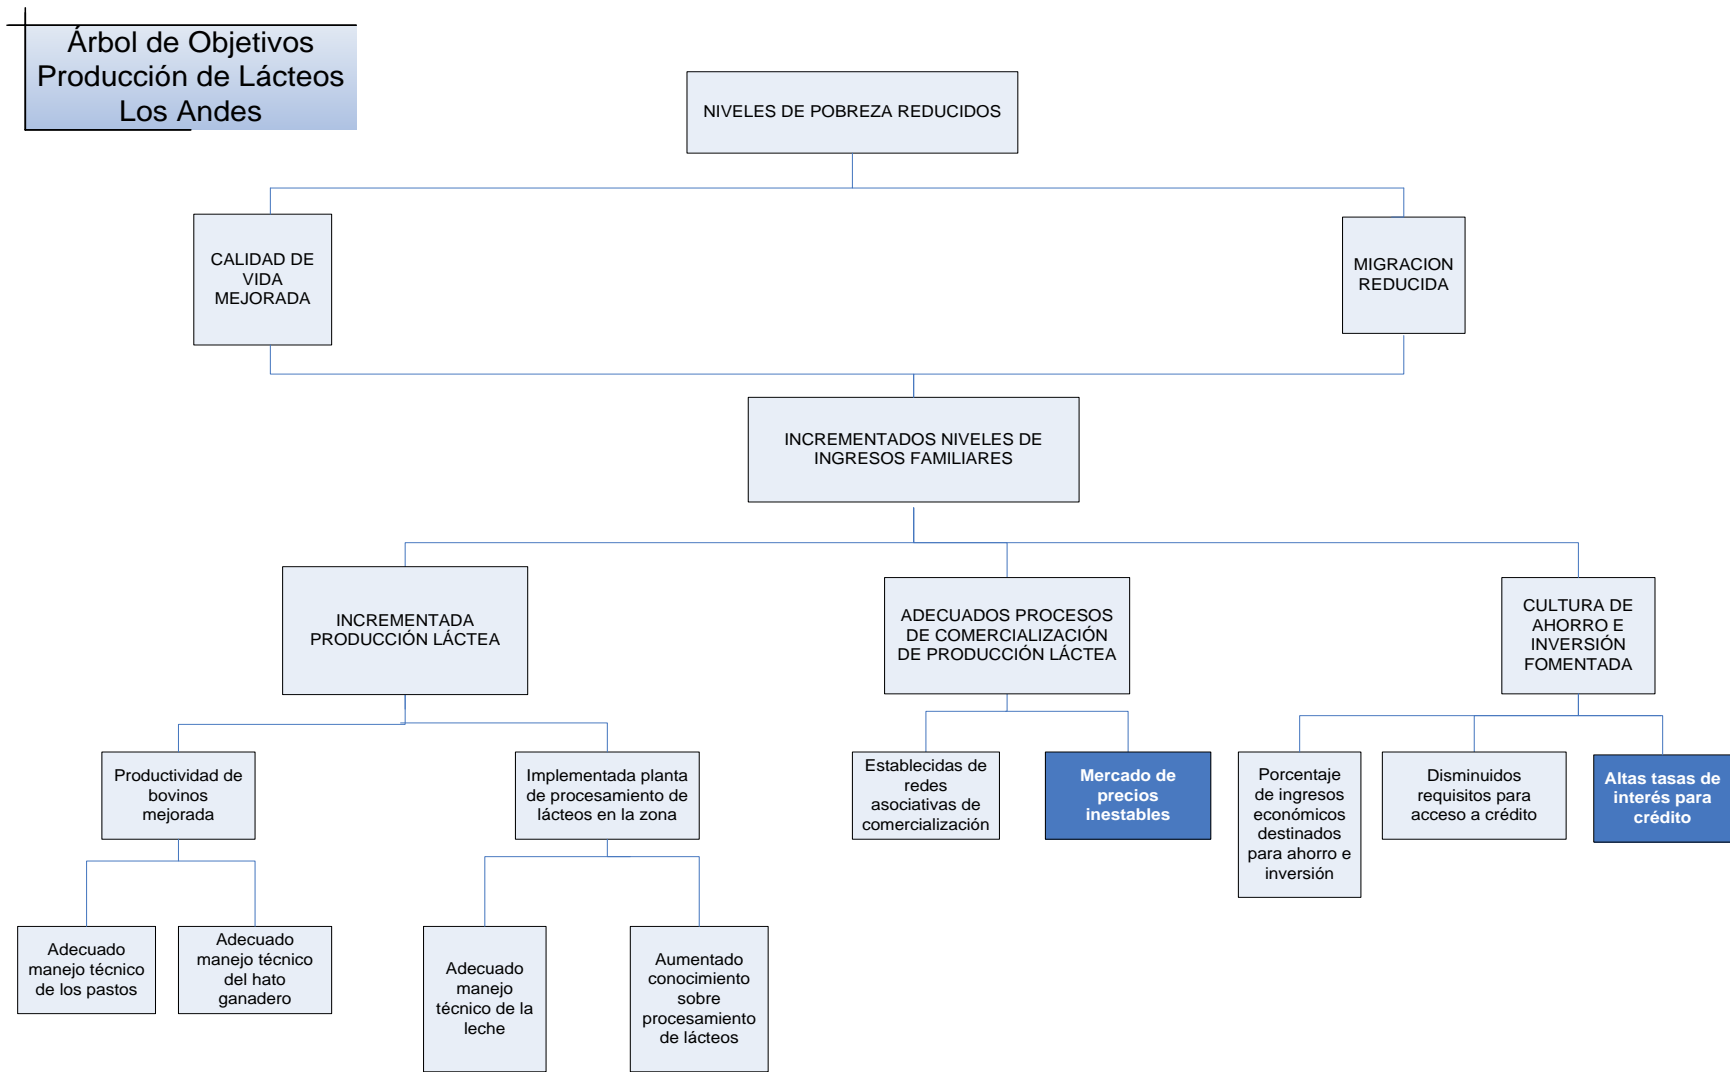 Árbol de Objetivos
Producción de Lácteos
Los Andes
NIVELES DE POBREZA REDUCIDOS
CALIDAD DE
VIDA
MEJORADA
MIGRACION
REDUCIDA
INCREMENTADOS NIVELES DE
INGRESOS FAMILIARES
INCREMENTADA
PRODUCCIÓN LÁCTEA
ADECUADOS PROCESOS
DE COMERCIALIZACIÓN
DE PRODUCCIÓN LÁCTEA
CULTURA DE
AHORRO E
INVERSIÓN
FOMENTADA
Productividad de
bovinos
mejorada
Implementada planta
de procesamiento de
lácteos en la zona
Establecidas de
redes
asociativas de
comercialización
Mercado de
precios
inestables
Porcentaje
de ingresos
económicos
destinados
para ahorro e
inversión
Disminuidos
requisitos para
acceso a crédito
Altas tasas de
interés para
crédito
Adecuado
manejo técnico
de los pastos
Adecuado
manejo técnico
del hato
ganadero
Adecuado
manejo
técnico de la
leche
Aumentado
conocimiento
sobre
procesamiento
de lácteos